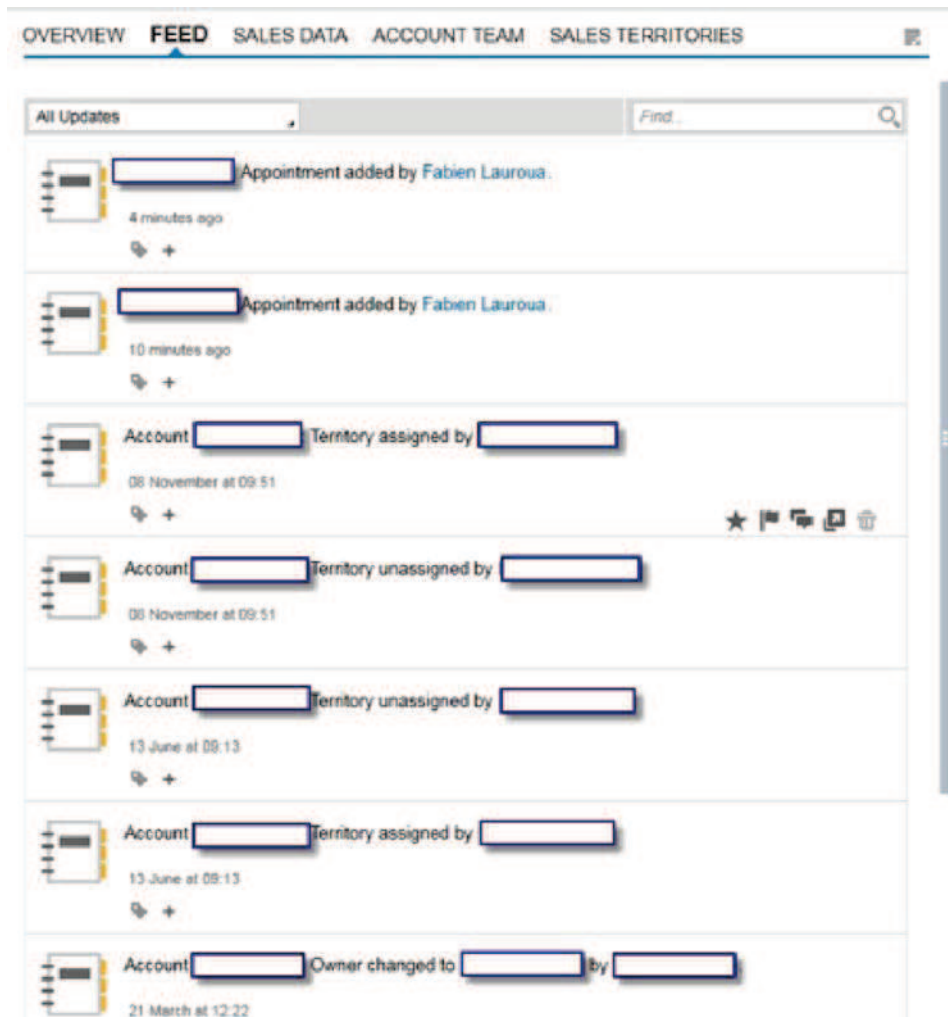 OVERVIEW FEED SALES DATA ACCOUNT TEAM SALES TERRITORIES
All Updates Find...
Appointment added by Fabien Lauroua.
4 minutes ago
Appointment added by Fabien Lauroua.
10 minutes ago
Account Territory assigned by
08 November at 09:51
Account Territory unassigned by
08 November at 09:51
Account Territory unassigned by
13 June at 09:13
Account Territory assigned by
13 June at 09:13
Account Owner changed to by
21 March at 12:22